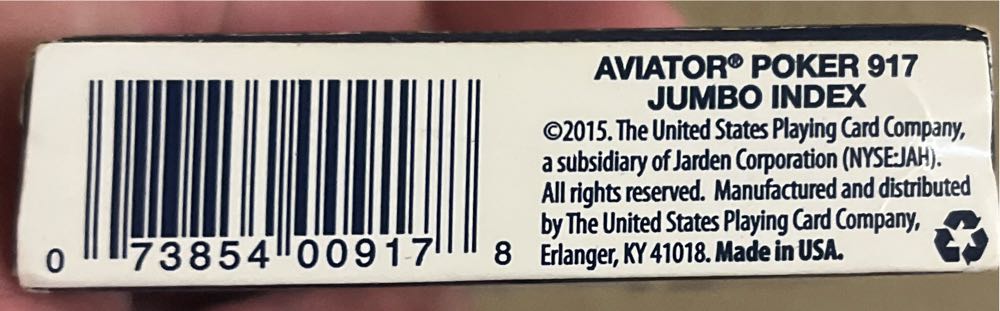 AVIATOR® POKER 917
JUMBO INDEX
©2015. The United States Playing Card Company,
a subsidiary of Jarden Corporation (NYSE:JAH).
All rights reserved. Manufactured and distributed
by The United States Playing Card Company,
Erlanger, KY 41018. Made in USA.
0 73854 00917 8